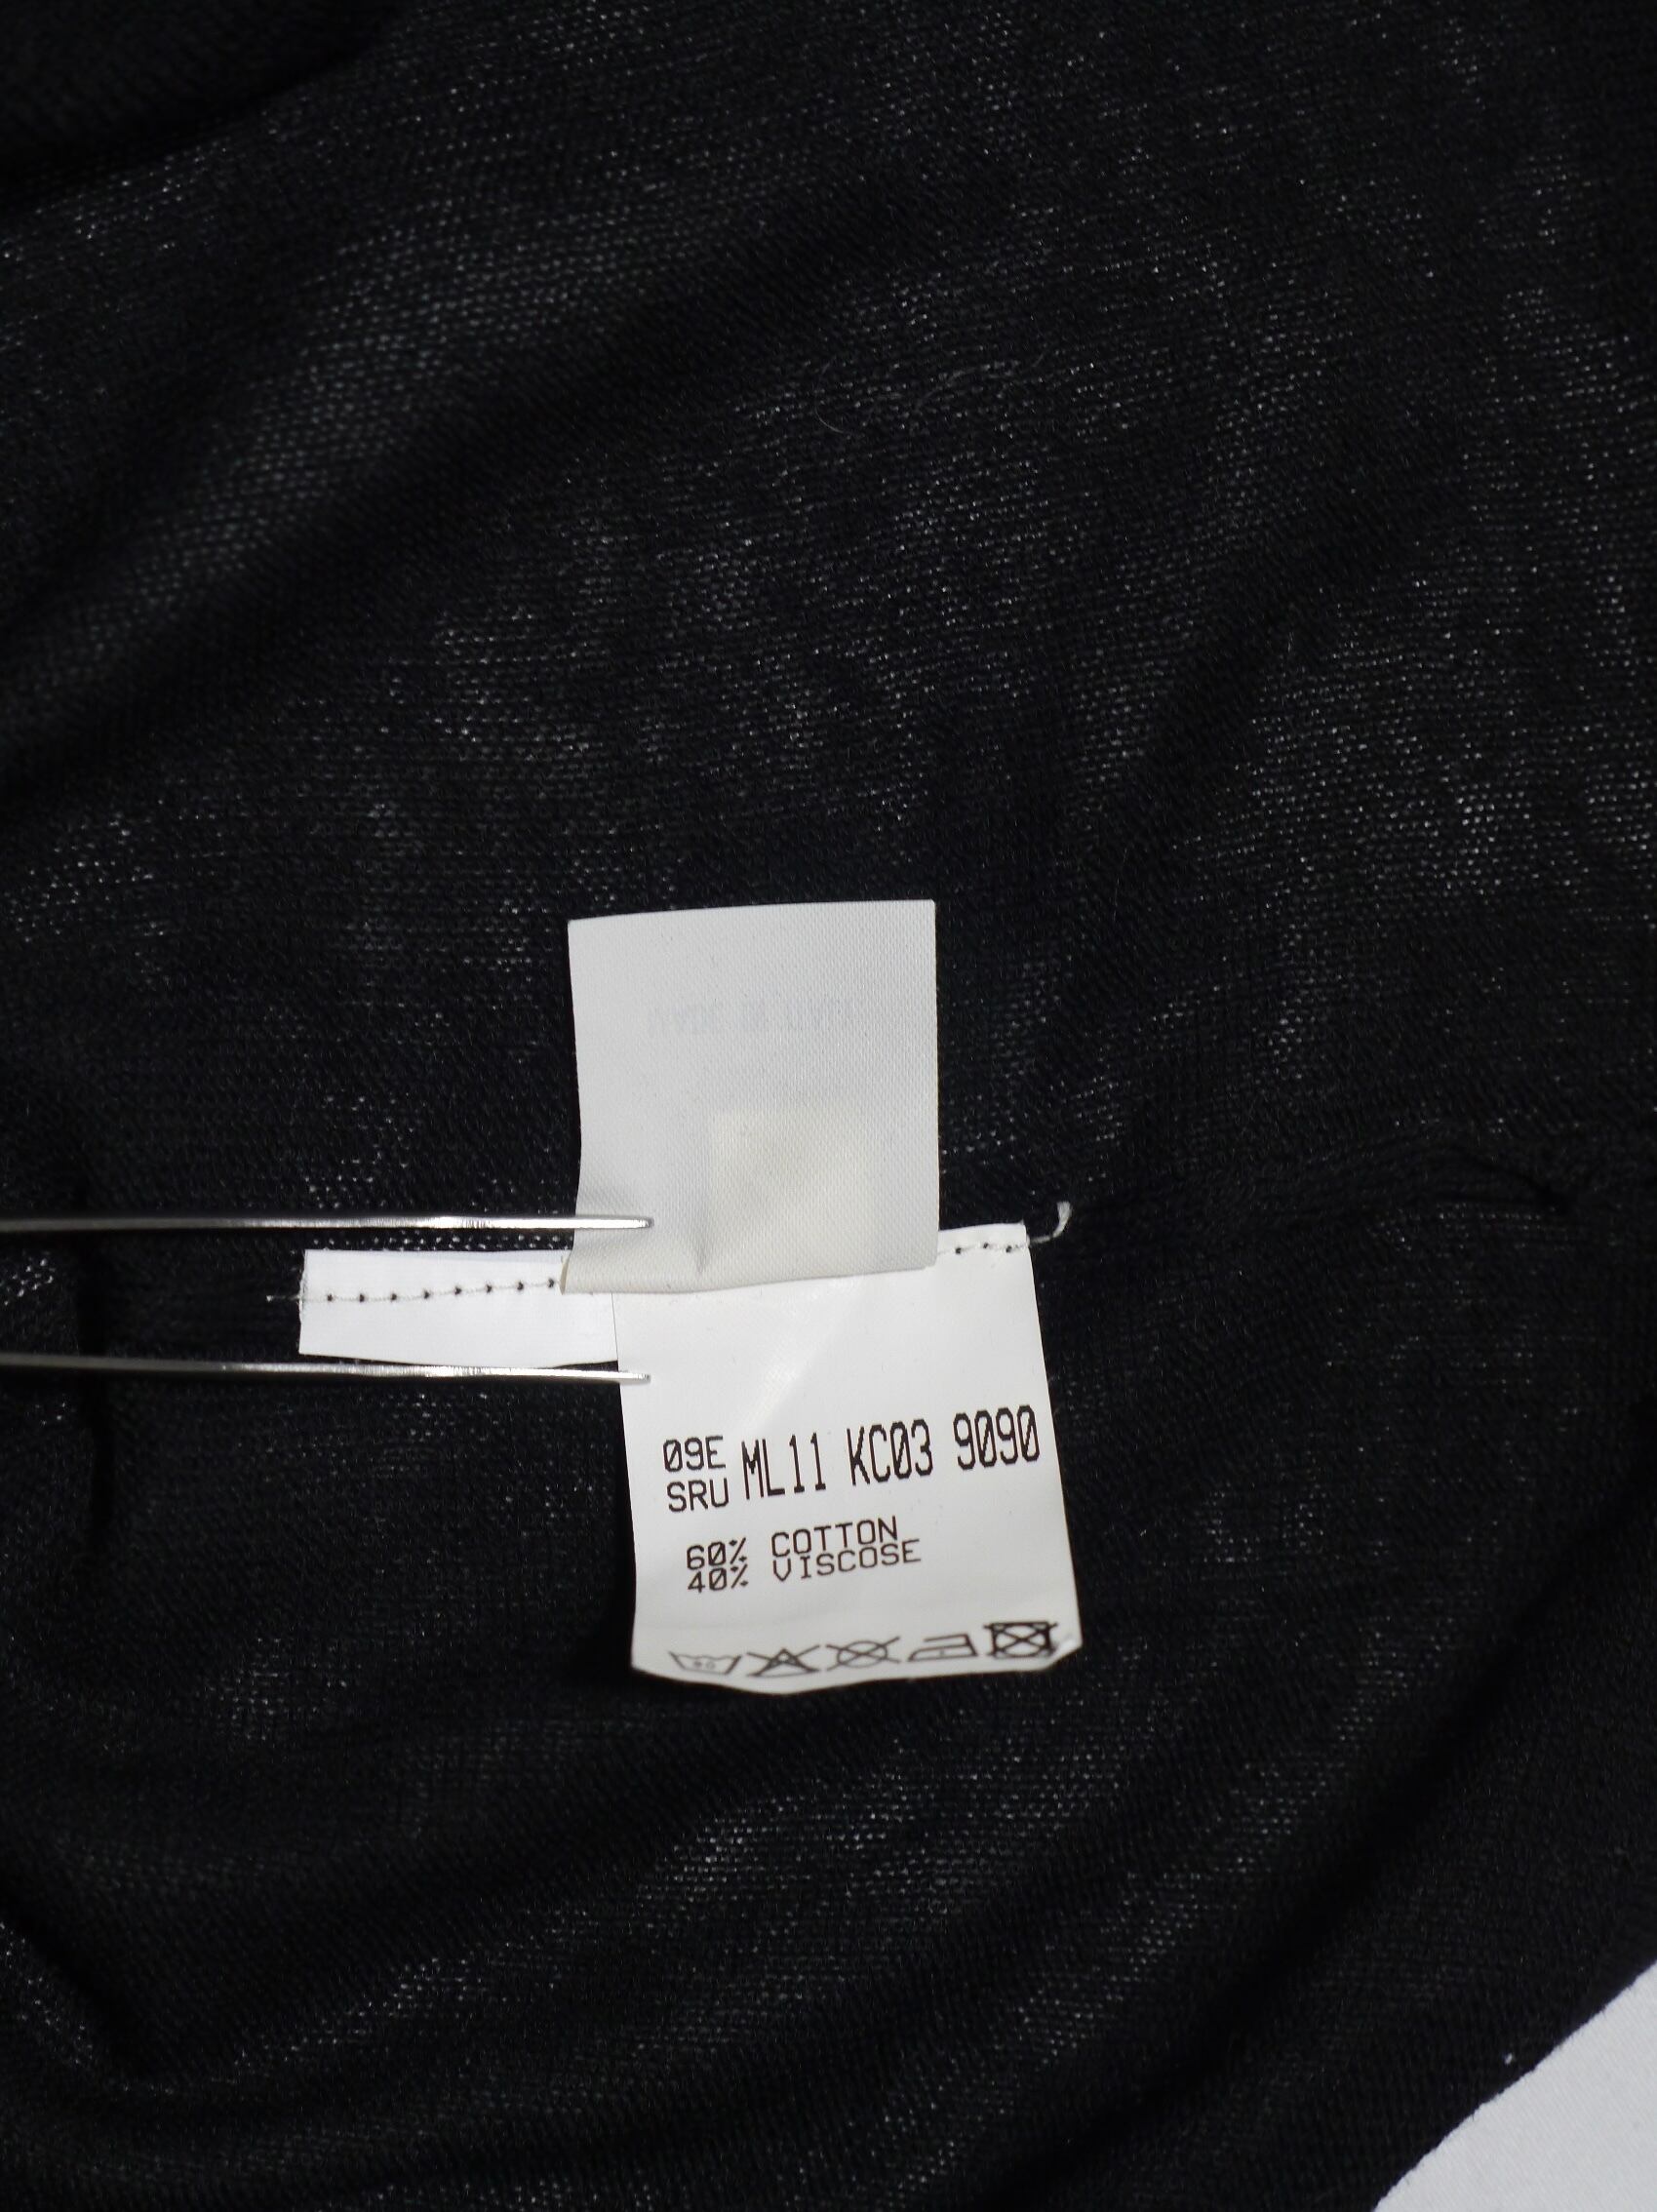 09E ML11 KC03 9090
SRU
60% COTTON
40% VISCOSE